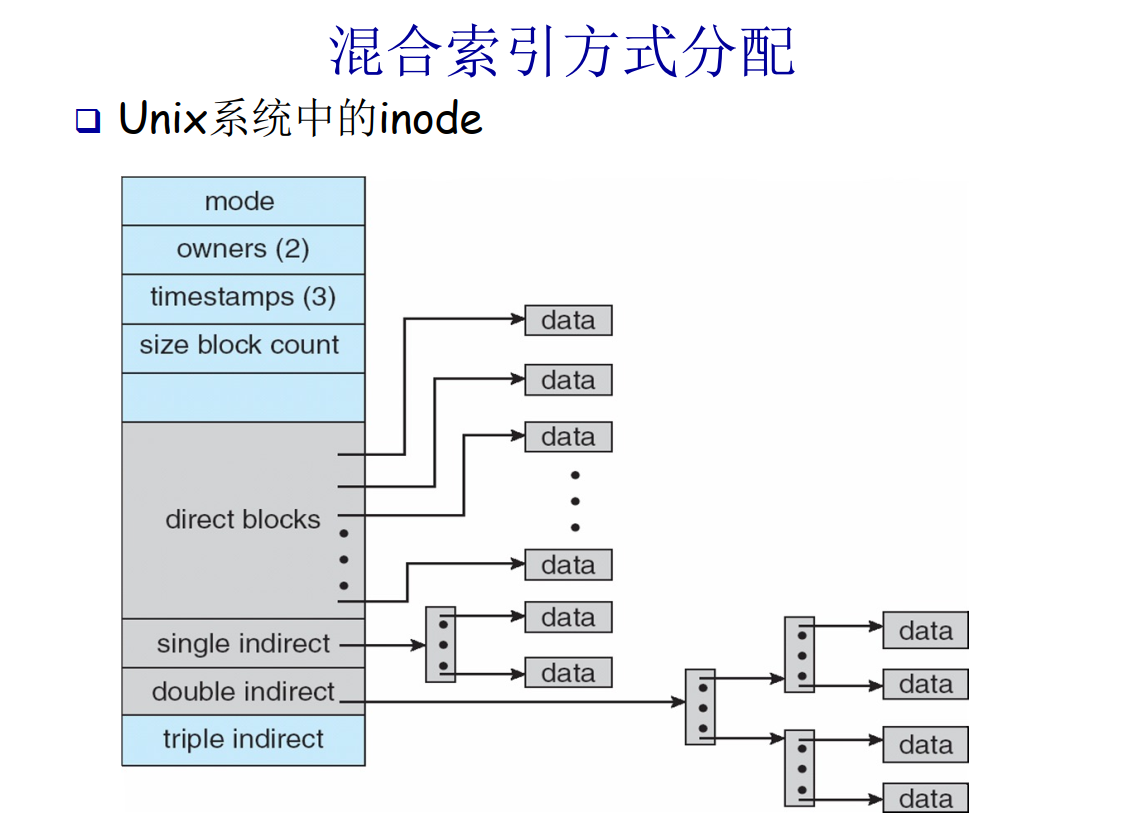 混合索引方式分配
Unix系统中的inode
mode
owners (2)
timestamps (3)
size block count
data
data
data
direct blocks
data
data
single indirect
data
double indirect
triple indirect
data
data
data
data